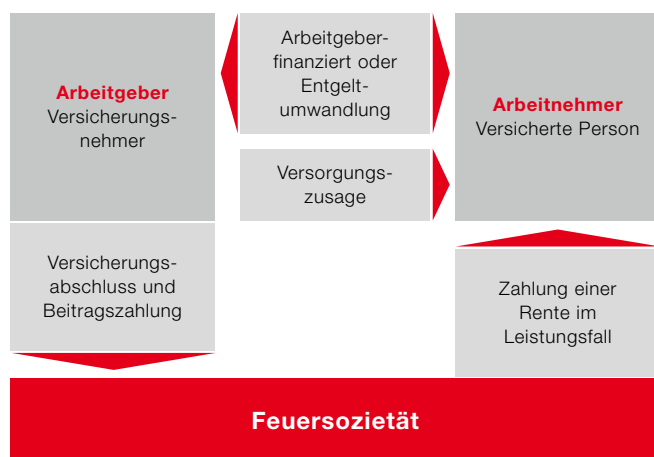 Arbeitgeber
Versicherungs-
nehmer
Arbeitgeber-
finanziert oder
Entgelt-
umwandlung
Arbeitnehmer
Versicherte Person
Versorgungs-
zusage
Versicherungs-
abschluss und
Beitragszahlung
Zahlung einer
Rente im
Leistungsfall
Feuersozietät